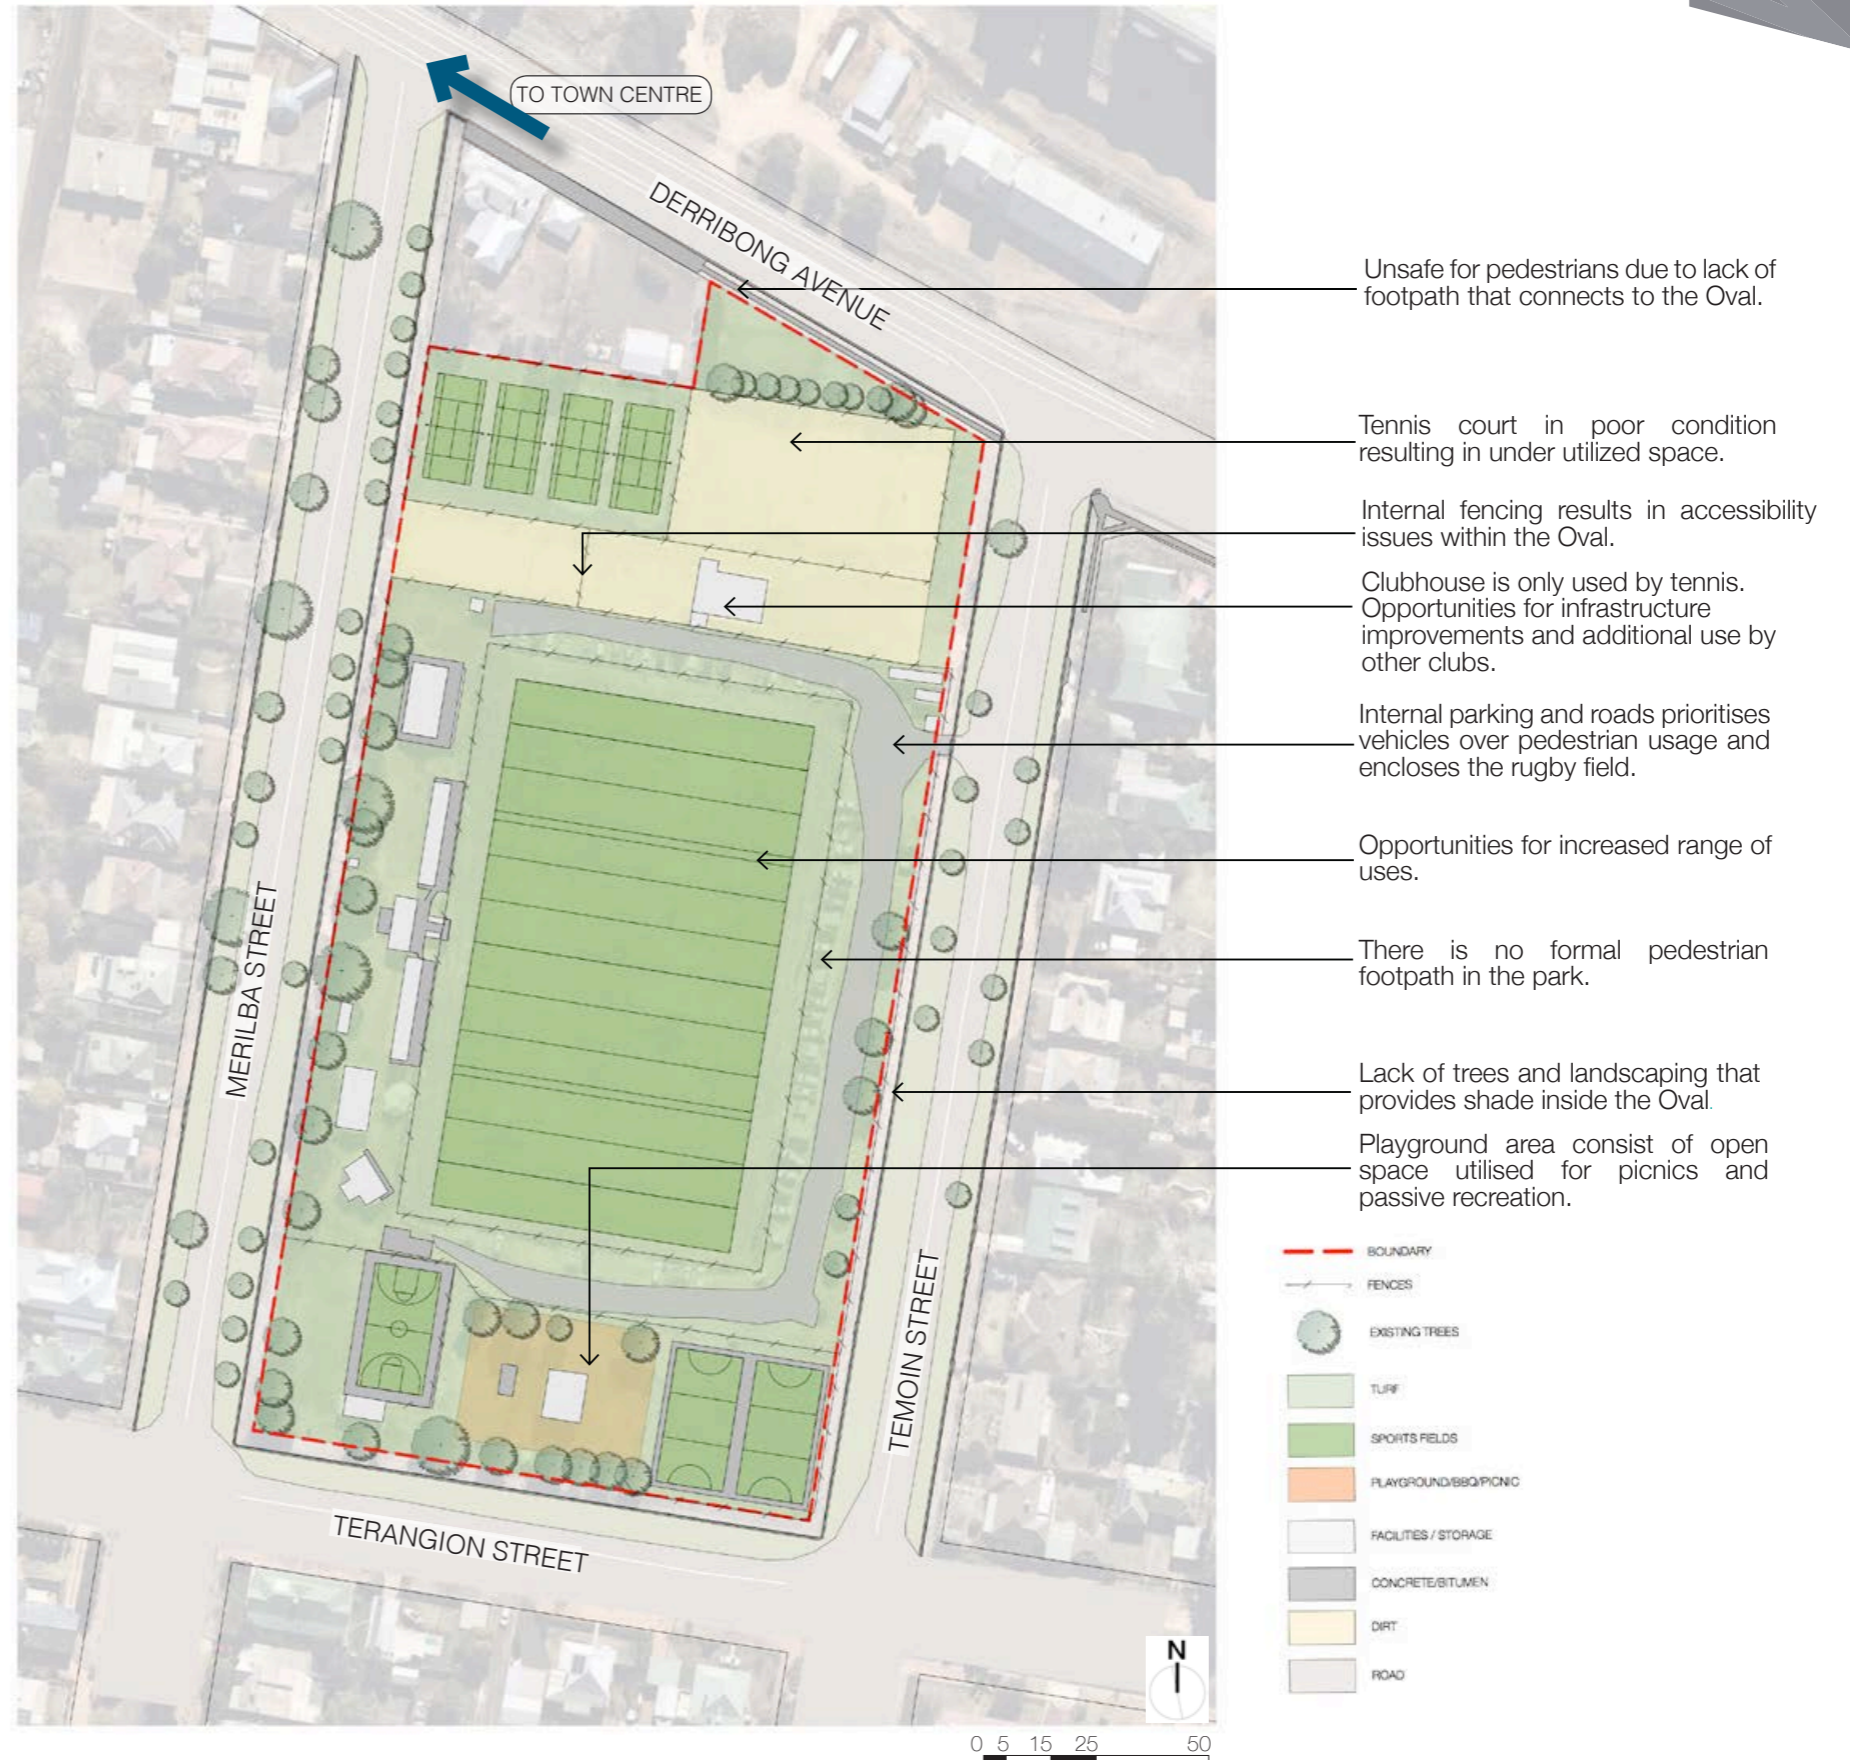 TO TOWN CENTRE
DERRIBONG AVENUE
Unsafe for pedestrians due to lack of
footpath that connects to the Oval.
Tennis court in poor condition
resulting in under utilized space.
Internal fencing results in accessibility
issues within the Oval.
Clubhouse is only used by tennis.
Opportunities for infrastructure
improvements and additional use by
other clubs.
Internal parking and roads prioritises
vehicles over pedestrian usage and
encloses the rugby field.
Opportunities for increased range of
uses.
There is no formal pedestrian
footpath in the park.
Lack of trees and landscaping that
provides shade inside the Oval.
Playground area consist of open
space utilised for picnics and
passive recreation.
MERILBA STREET
TEMOIN STREET
TERANGION STREET
BOUNDARY
FENCES
EXISTING TREES
TURF
SPORTS FIELDS
PLAYGROUND/BBQ/PICNIC
FACILITIES / STORAGE
CONCRETE/BITUMEN
DIRT
ROAD
N
0 5 15 25 50